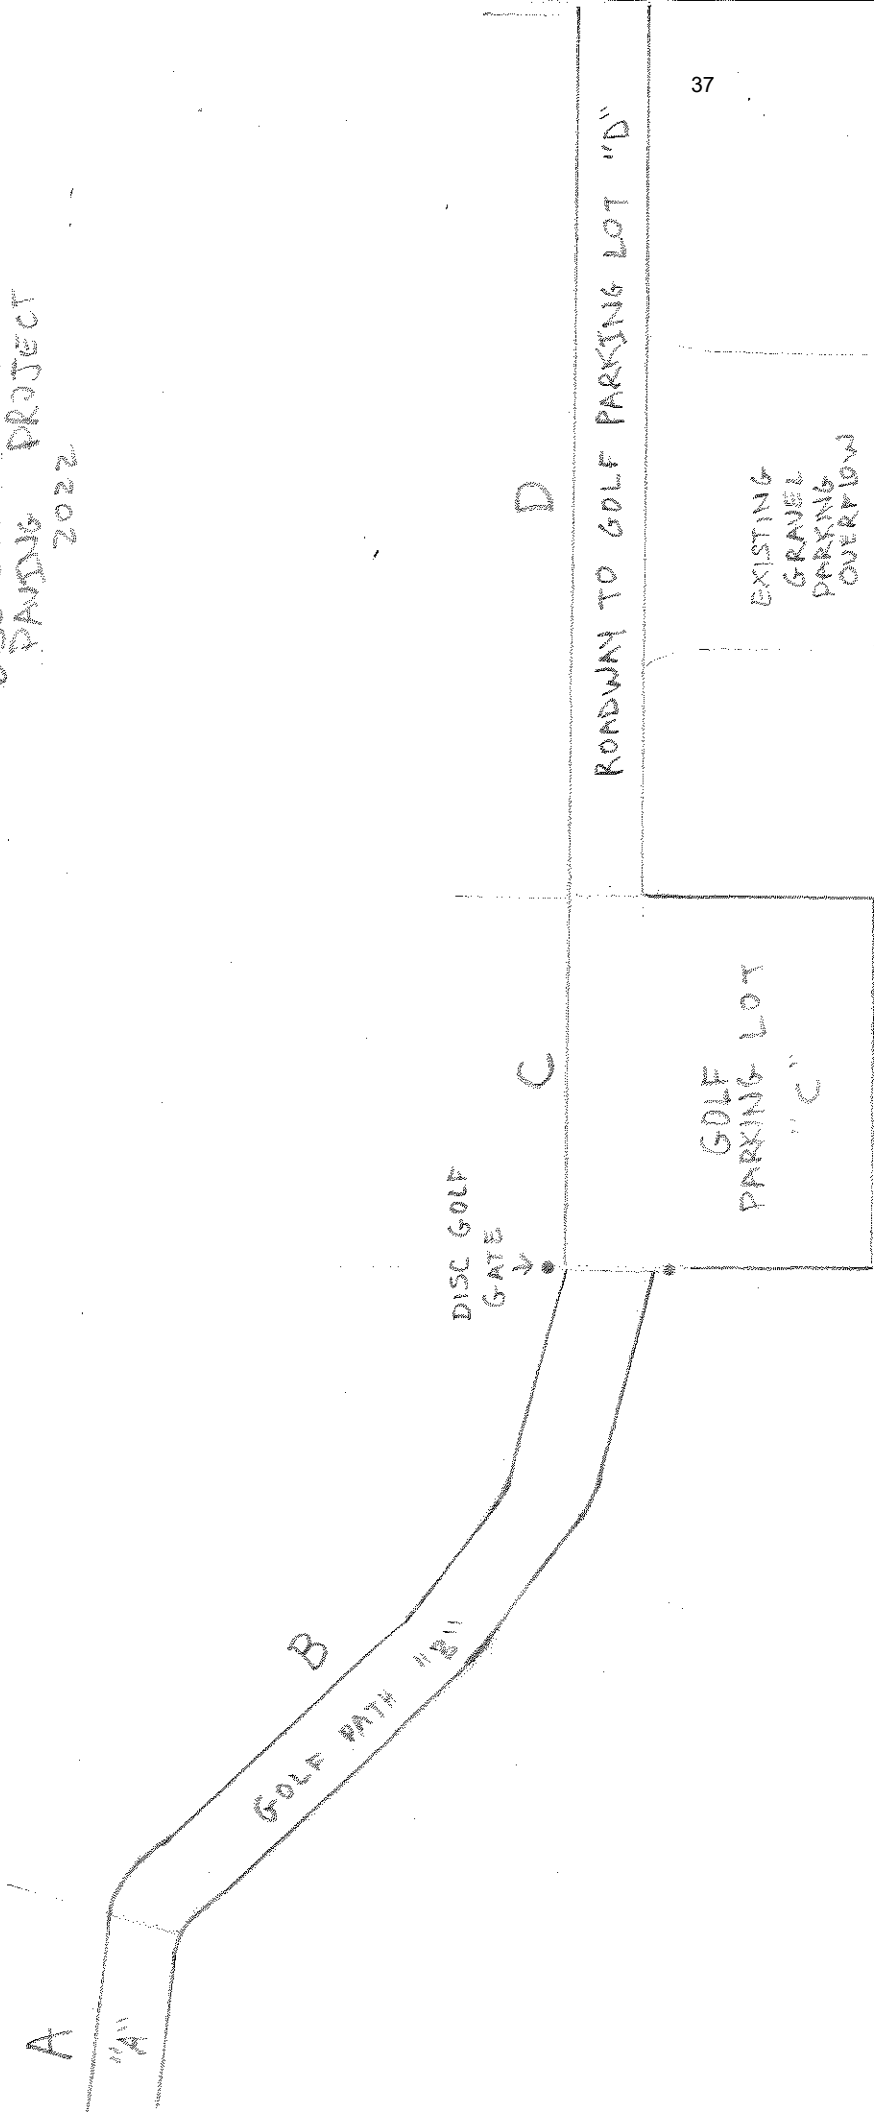 37
PAVING PROJECT
2022
A
"A"
B
GOLF PATH "B"
DISC GOLF
GATE
C
GOLF
PARKING LOT
"C"
D
ROADWAY TO GOLF PARKING LOT "D"
EXISTING
GRAVEL
PARKING
OVERFLOW